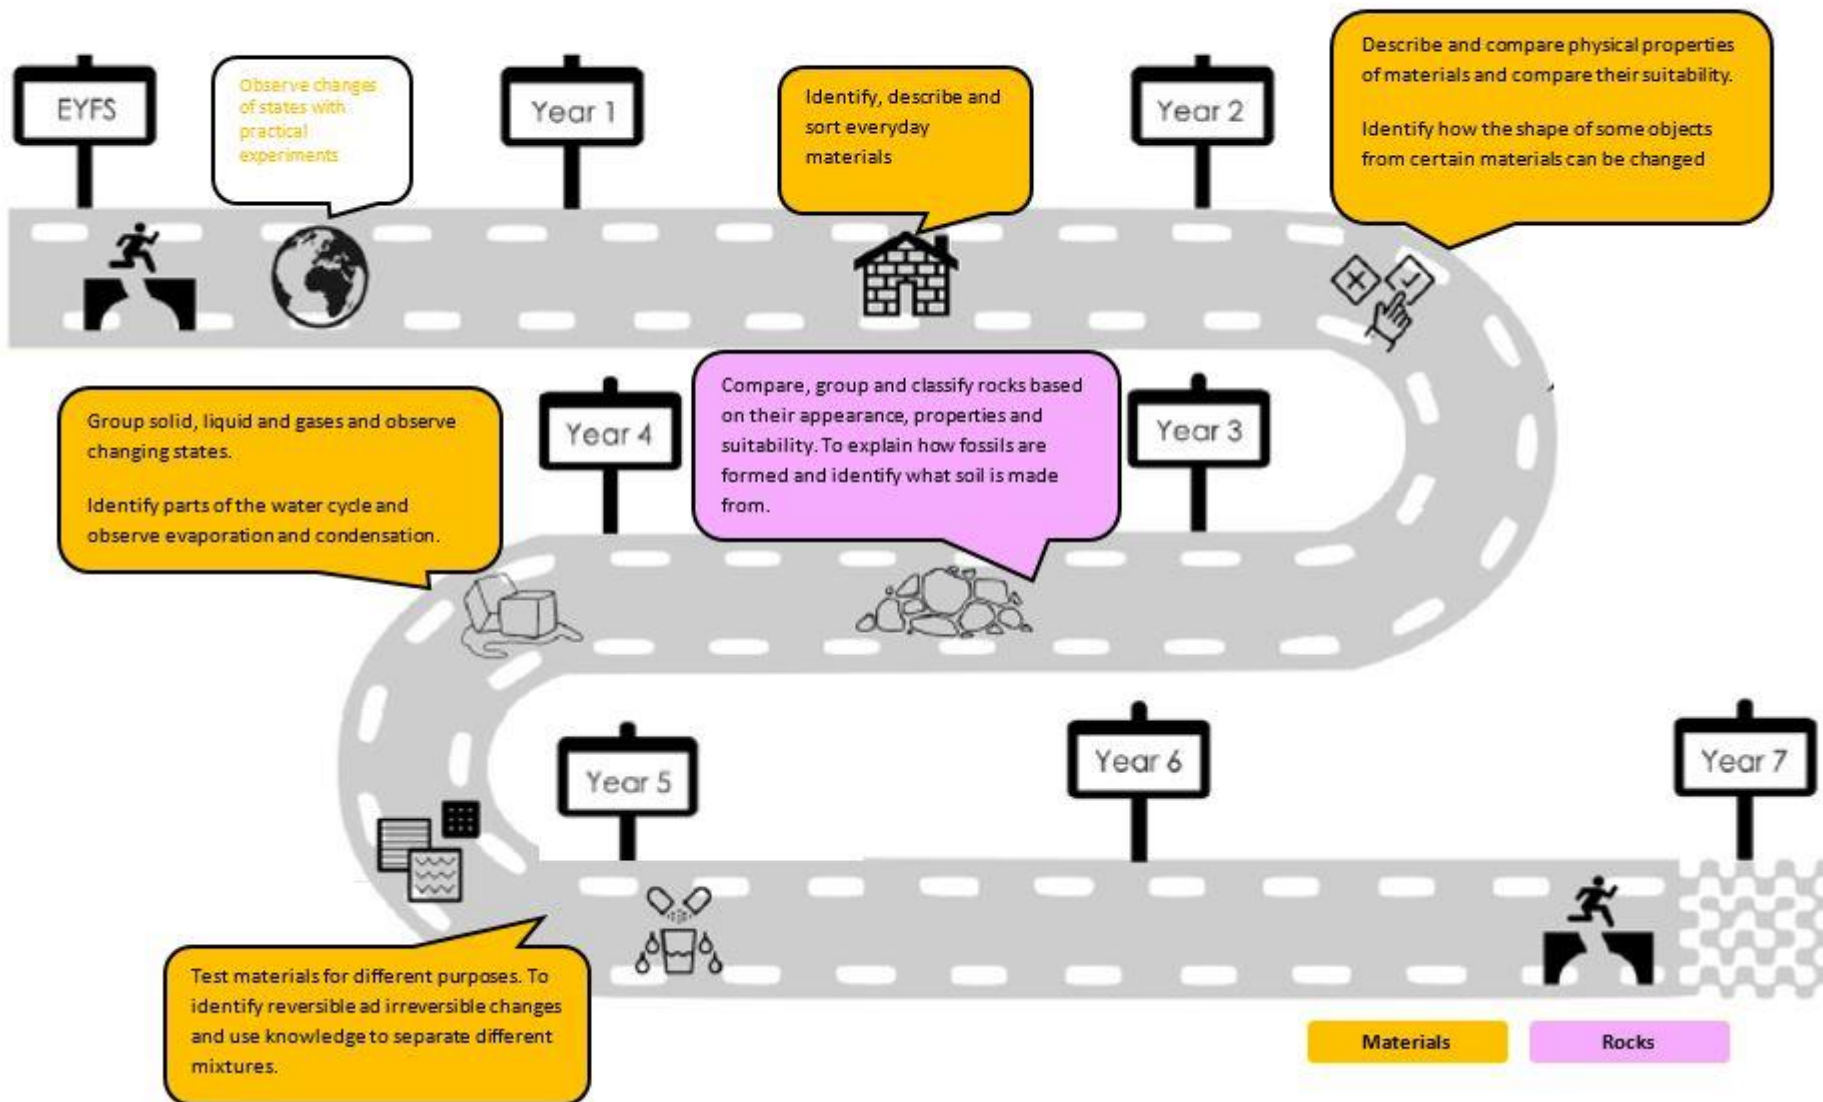 EYFS
Observe changes
of states with
practical
experiments
Year 1
Identify, describe and
sort everyday
materials
Year 2
Describe and compare physical properties
of materials and compare their suitability.
Identify how the shape of some objects
from certain materials can be changed
Year 3
Compare, group and classify rocks based
on their appearance, properties and
suitability. To explain how fossils are
formed and identify what soil is made
from.
Year 4
Group solid, liquid and gases and observe
changing states.
Identify parts of the water cycle and
observe evaporation and condensation.
Year 5
Test materials for different purposes. To
identify reversible ad irreversible changes
and use knowledge to separate different
mixtures.
Year 6
Year 7
Materials
Rocks